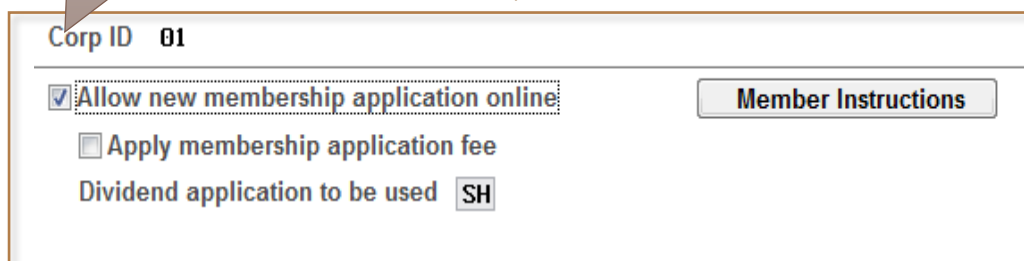 Corp ID 01
Allow new membership application online Member Instructions
Apply membership application fee
Dividend application to be used SH